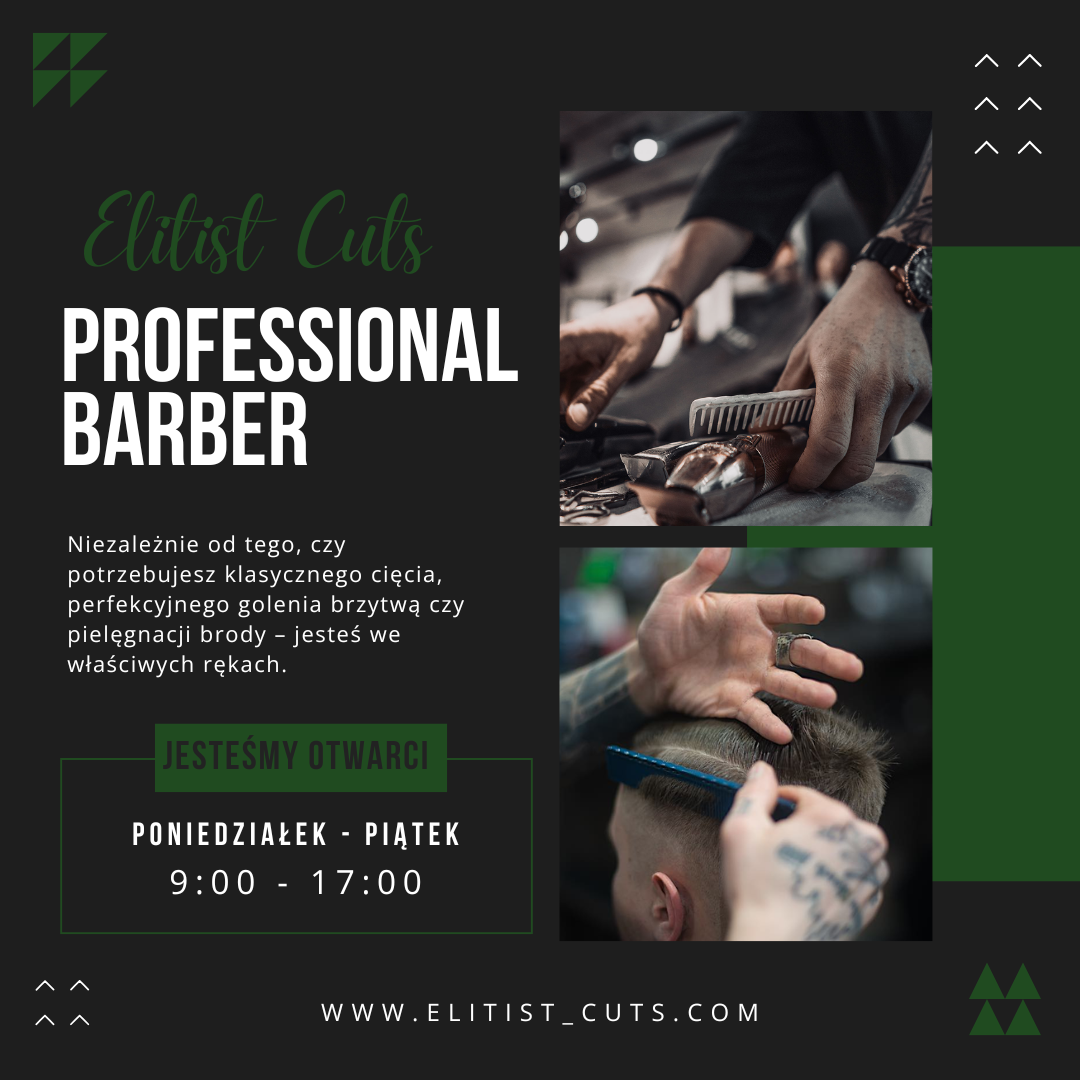 Elitist Cuts
PROFESSIONAL
BARBER
Niezależnie od tego, czy
potrzebujesz klasycznego cięcia,
perfekcyjnego golenia brzytwą czy
pielęgnacji brody – jesteś we
właściwych rękach.
JESTEŚMY OTWARCI
PONIEDZIAŁEK - PIĄTEK
9:00 - 17:00
WWW.ELITIST_CUTS.COM